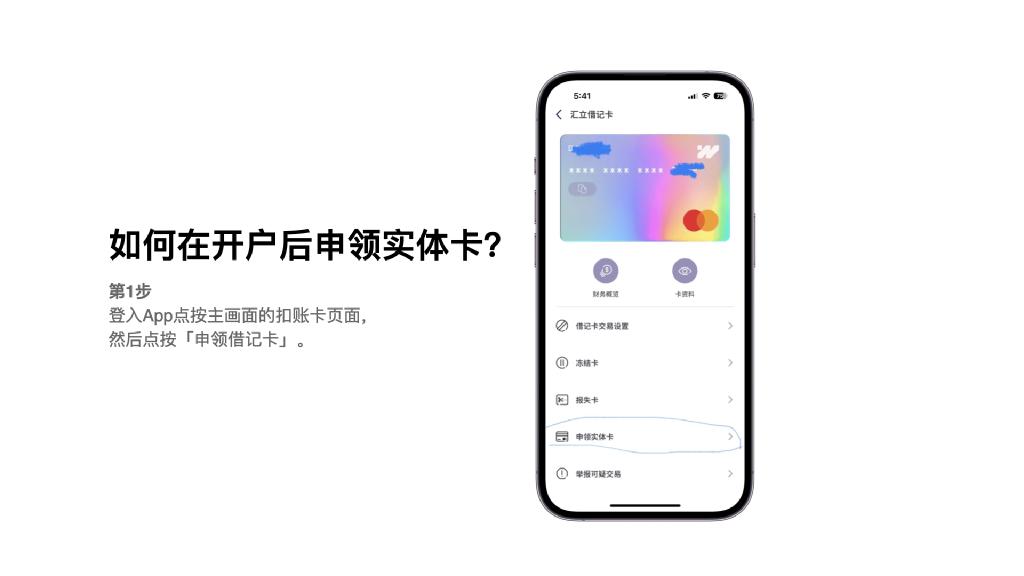 如何在开户后申领实体卡?
第1步
登入App点按主画面的扣账卡页面，
然后点按「申领借记卡」。
5:41
75
汇立借记卡
×××× ×××× ××××
财务概览
卡资料
借记卡交易设置
冻结卡
报失卡
申领实体卡
举报可疑交易